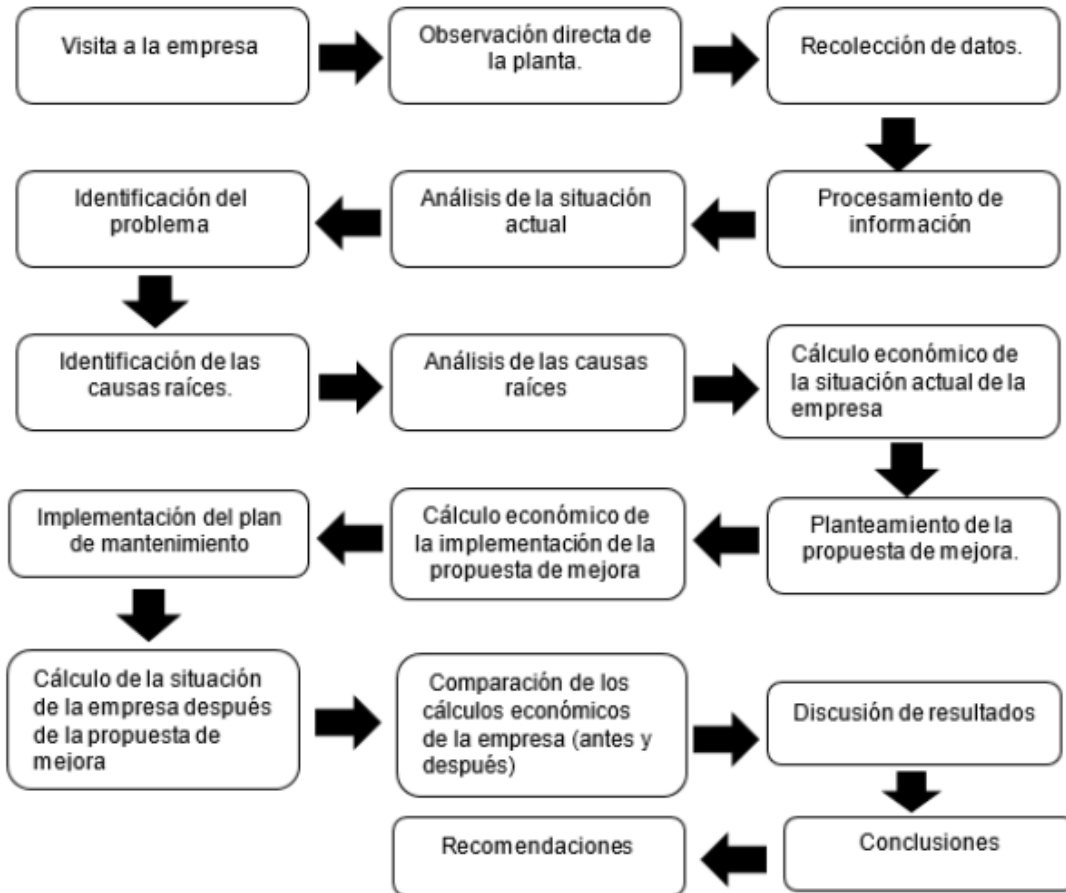 Visita a la empresa
Observación directa de
la planta.
Recolección de datos.
Procesamiento de
información
Análisis de la situación
actual
Identificación del
problema
Identificación de las
causas raíces.
Análisis de las causas
raíces
Cálculo económico de
la situación actual de la
empresa
Planteamiento de la
propuesta de mejora.
Cálculo económico de
la implementación de la
propuesta de mejora
Implementación del plan
de mantenimiento
Cálculo de la situación
de la empresa después
de la propuesta de
mejora
Comparación de los
cálculos económicos
de la empresa (antes y
después)
Discusión de resultados
Conclusiones
Recomendaciones